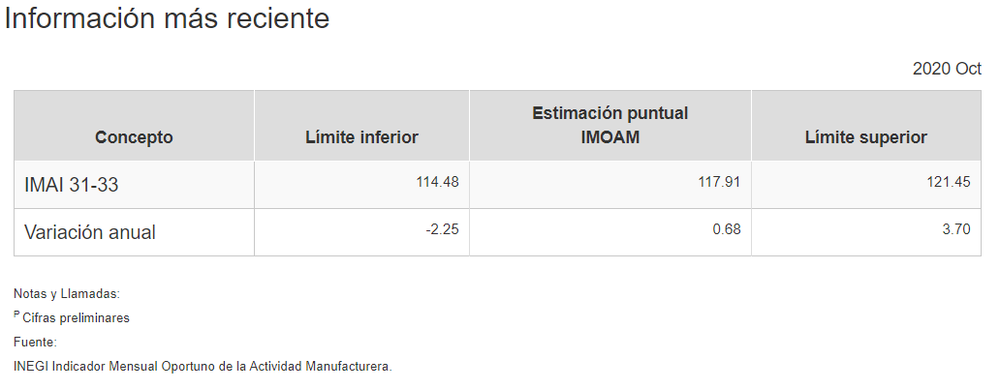 Información más reciente
2020 Oct
Concepto Límite inferior Estimación puntual IMOAM Límite superior
IMAI 31-33 114.48 117.91 121.45
Variación anual -2.25 0.68 3.70
Notas y Llamadas:
P Cifras preliminares
Fuente:
INEGI Indicador Mensual Oportuno de la Actividad Manufacturera.